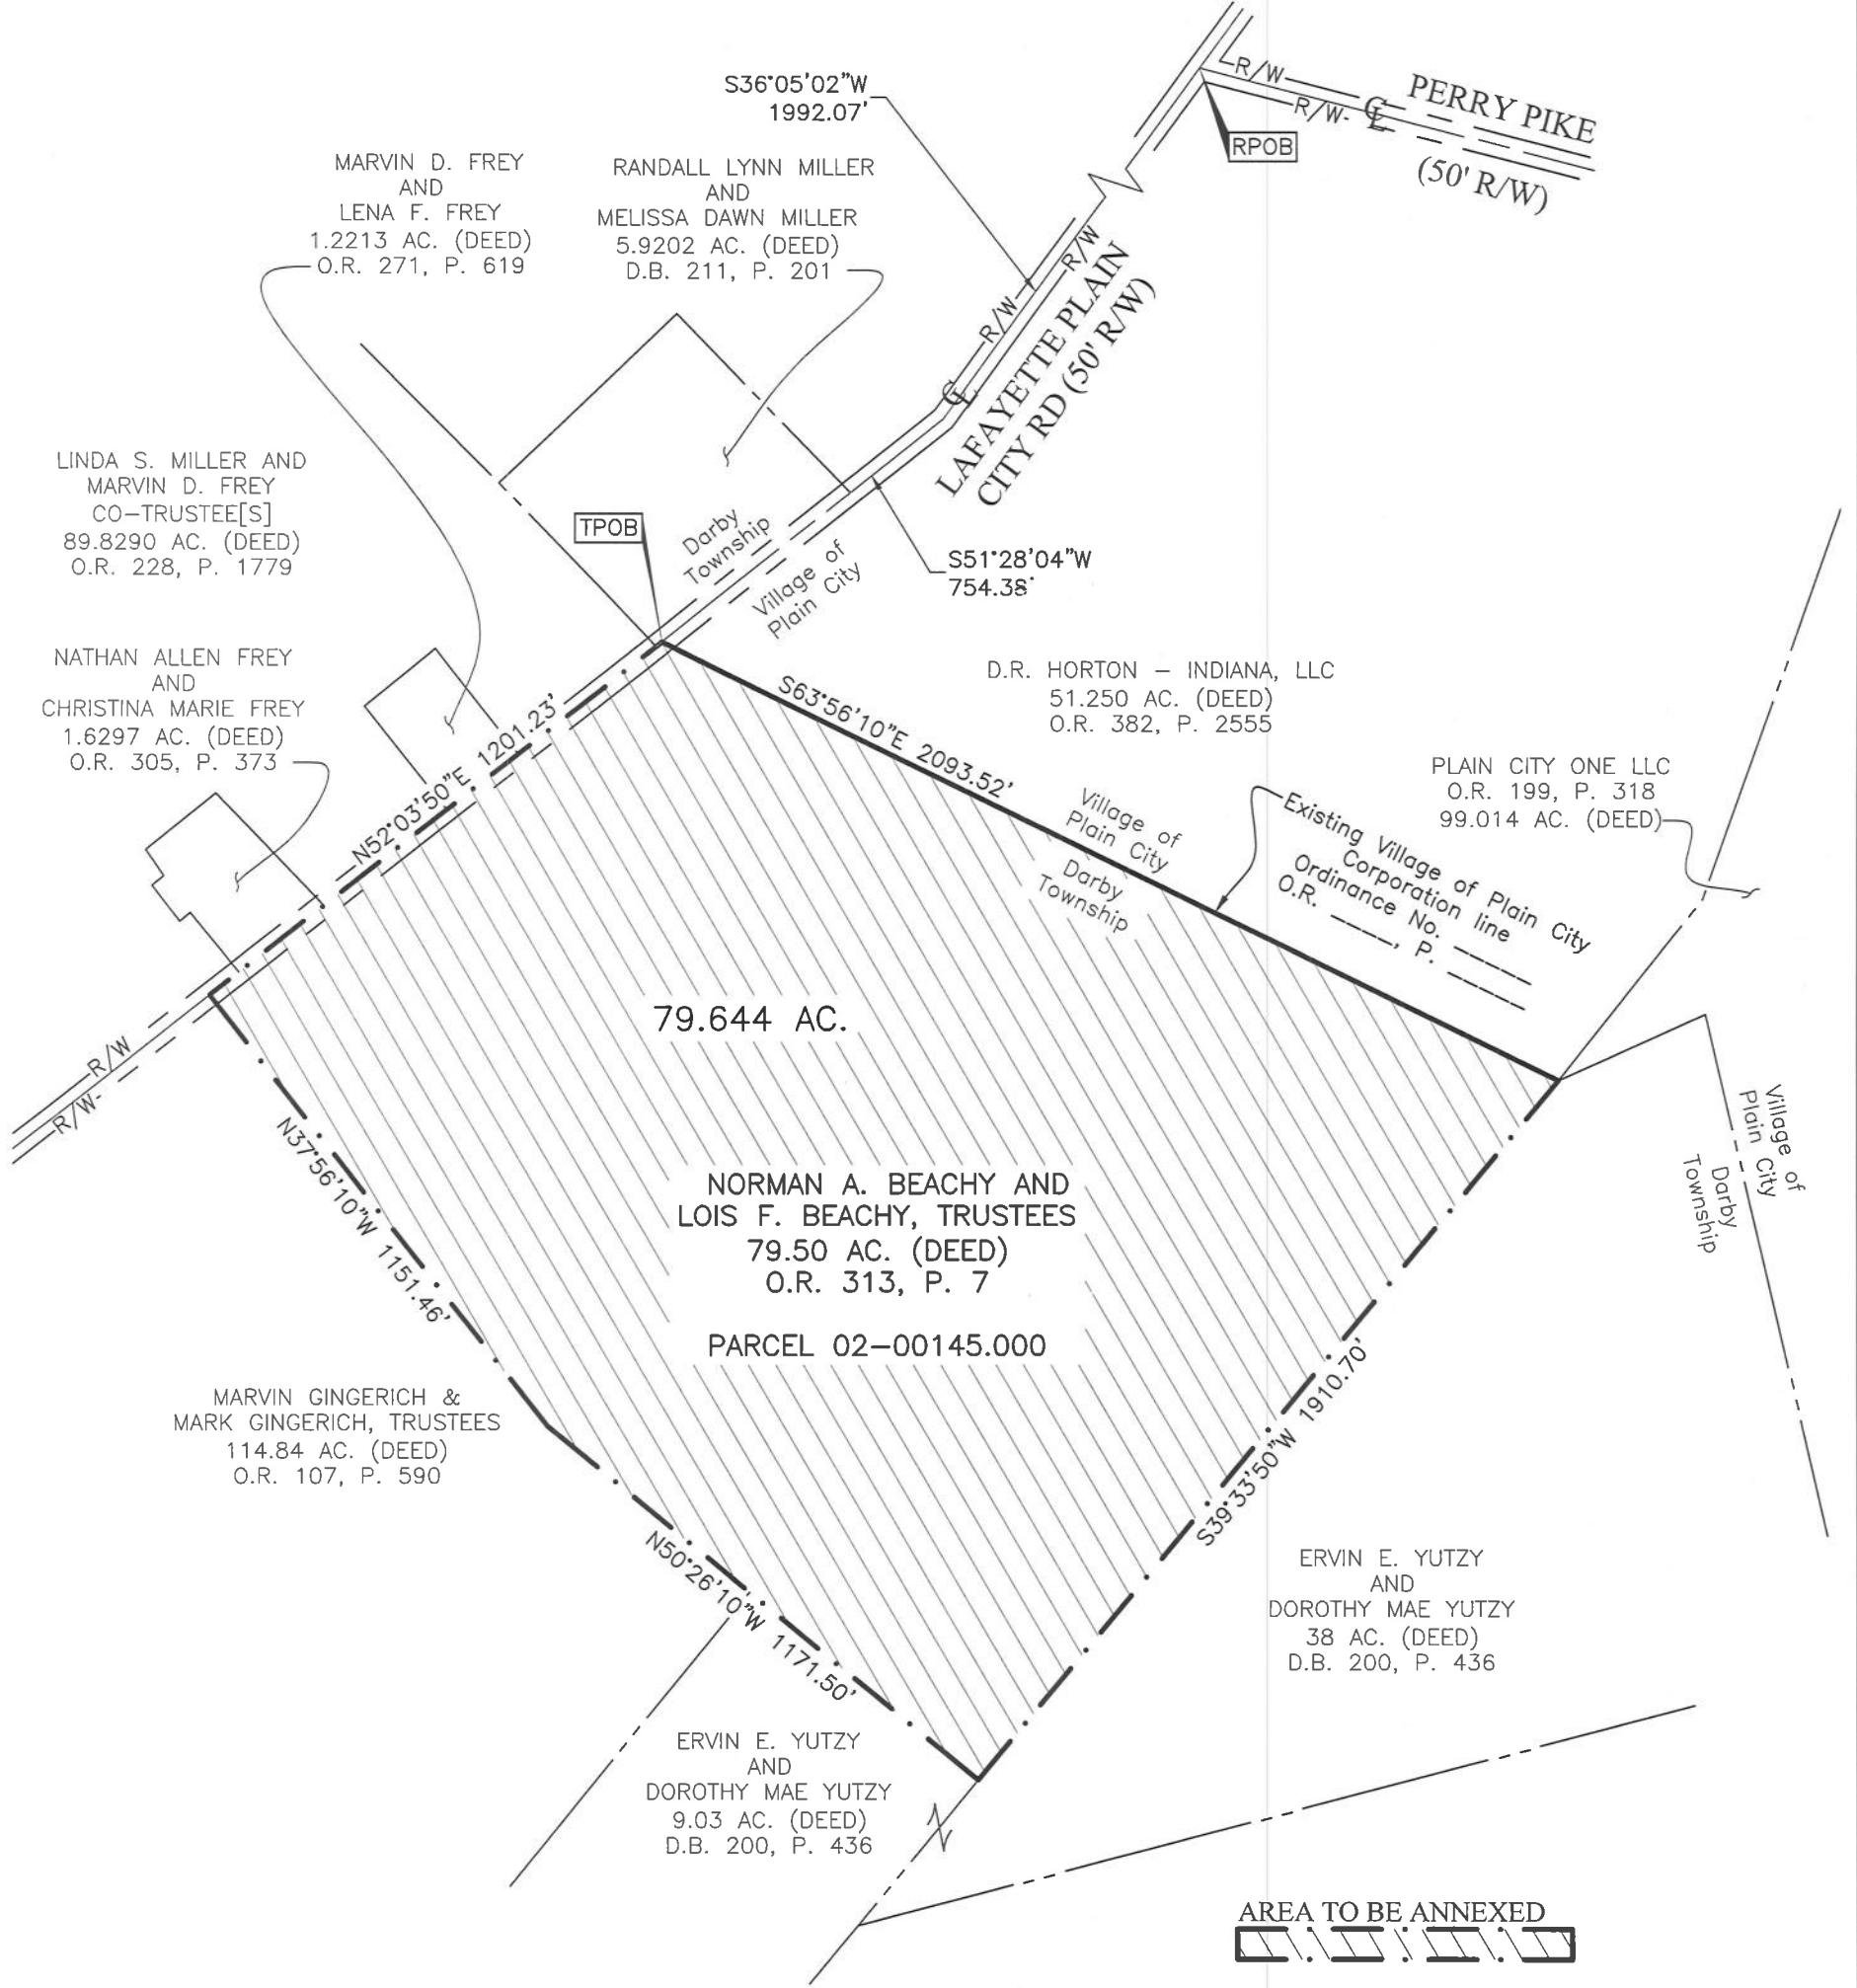 S36°05'02"W
1992.07'
R/W
R/W
C L
PERRY PIKE
(50' R/W)
RPOB
MARVIN D. FREY
AND
LENA F. FREY
1.2213 AC. (DEED)
O.R. 271, P. 619
RANDALL LYNN MILLER
AND
MELISSA DAWN MILLER
5.9202 AC. (DEED)
D.B. 211, P. 201
R/W
R/W
C L
LAFAYETTE PLAIN
CITY RD (50' R/W)
LINDA S. MILLER AND
MARVIN D. FREY
CO-TRUSTEE[S]
89.8290 AC. (DEED)
O.R. 228, P. 1779
TPOB
Darby
Township
Village of
Plain City
S51°28'04"W
754.38'
NATHAN ALLEN FREY
AND
CHRISTINA MARIE FREY
1.6297 AC. (DEED)
O.R. 305, P. 373
N52°03'50"E 1201.23'
S63°56'10"E 2093.52'
D.R. HORTON – INDIANA, LLC
51.250 AC. (DEED)
O.R. 382, P. 2555
PLAIN CITY ONE LLC
O.R. 199, P. 318
99.014 AC. (DEED)
Village of
Plain City
Darby
Township
Existing Village of Plain City
Corporation line
Ordinance No. ______
O.R. _____, P. ______
79.644 AC.
R/W
R/W
N37°56'10"W 1151.46'
Village of
Plain City
Darby
Township
NORMAN A. BEACHY AND
LOIS F. BEACHY, TRUSTEES
79.50 AC. (DEED)
O.R. 313, P. 7
PARCEL 02-00145.000
MARVIN GINGERICH &
MARK GINGERICH, TRUSTEES
114.84 AC. (DEED)
O.R. 107, P. 590
S39°33'50"W 1910.70'
N50°26'10"W 1171.50'
ERVIN E. YUTZY
AND
DOROTHY MAE YUTZY
38 AC. (DEED)
D.B. 200, P. 436
ERVIN E. YUTZY
AND
DOROTHY MAE YUTZY
9.03 AC. (DEED)
D.B. 200, P. 436
AREA TO BE ANNEXED